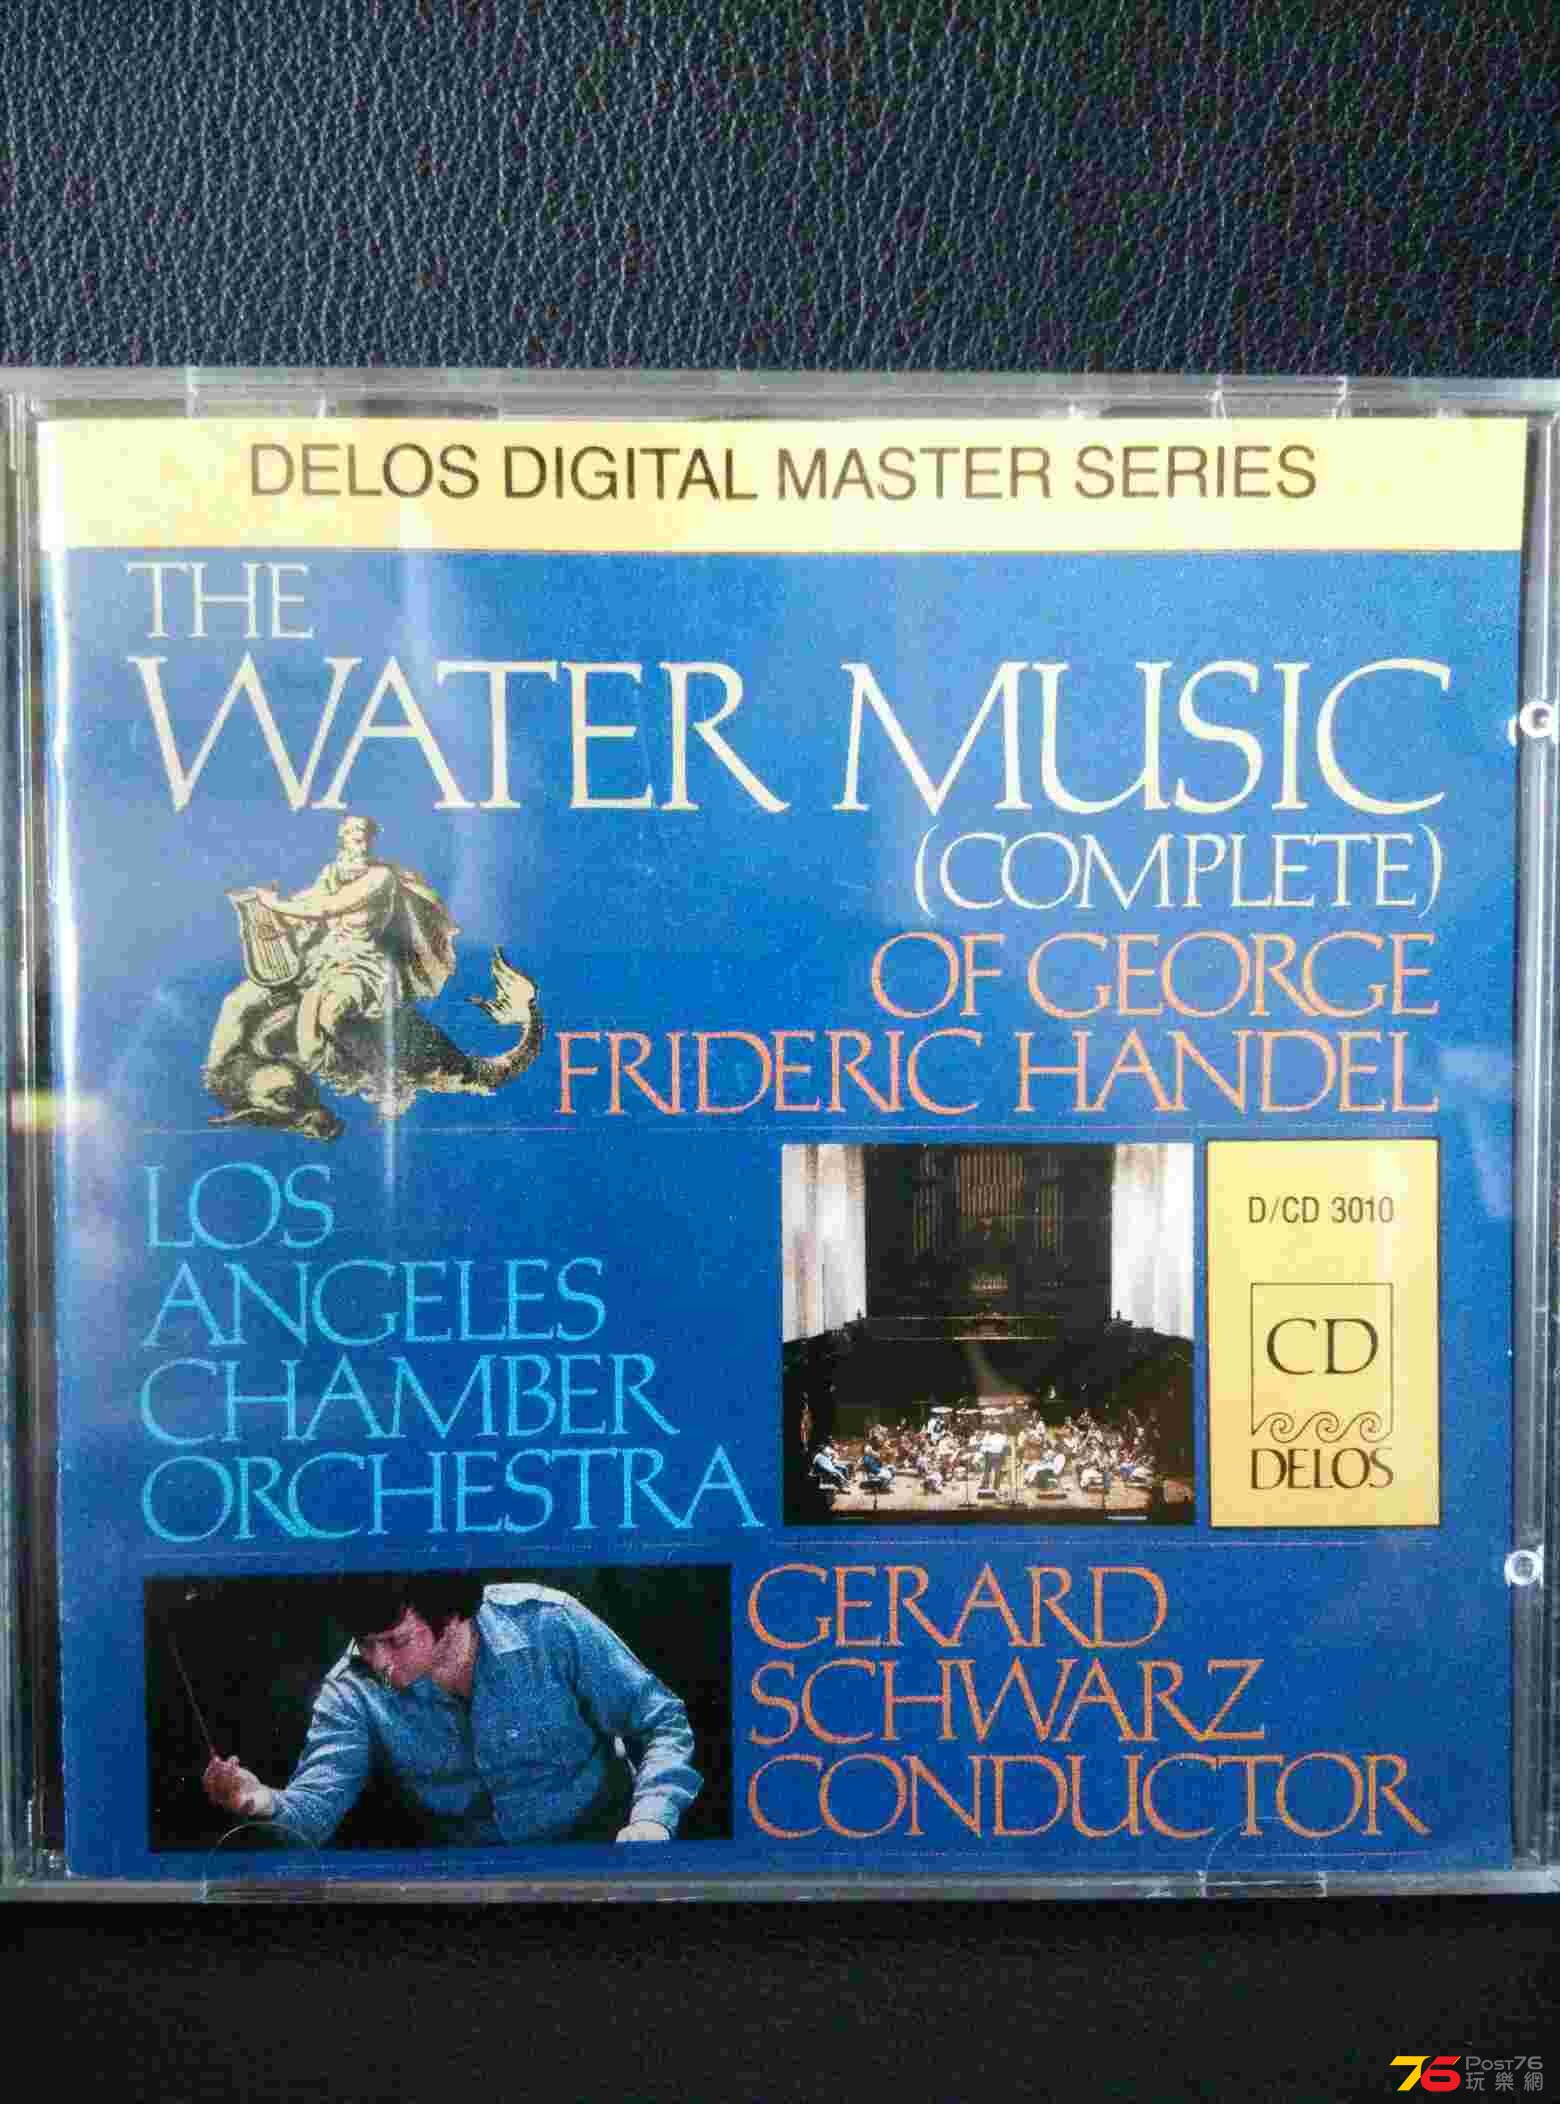 DELOS DIGITAL MASTER SERIES
THE
WATER MUSIC
(COMPLETE)
OF GEORGE
FRIDERIC HANDEL
LOS
ANGELES
CHAMBER
ORCHESTRA
D/CD 3010
CD
DELOS
GERARD
SCHWARZ
CONDUCTOR
76 POST76
玩樂網